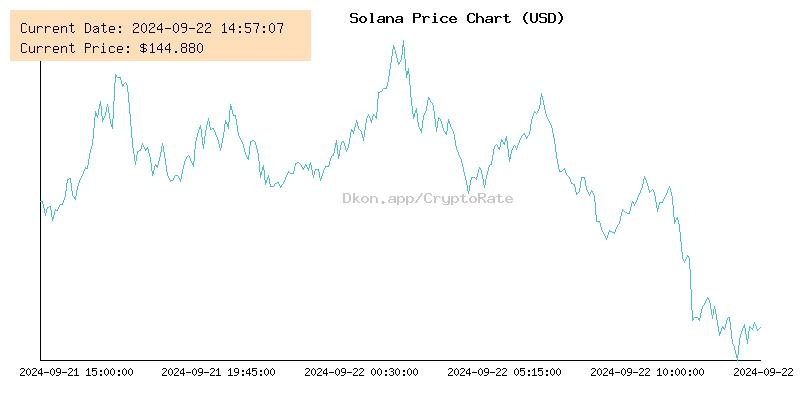 Solana Price Chart (USD)
Current Date: 2024-09-22 14:57:07
Current Price: $144.880
Dkon.app/CryptoRate
2024-09-21 15:00:00 2024-09-21 19:45:00 2024-09-22 00:30:00 2024-09-22 05:15:00 2024-09-22 10:00:00 2024-09-22